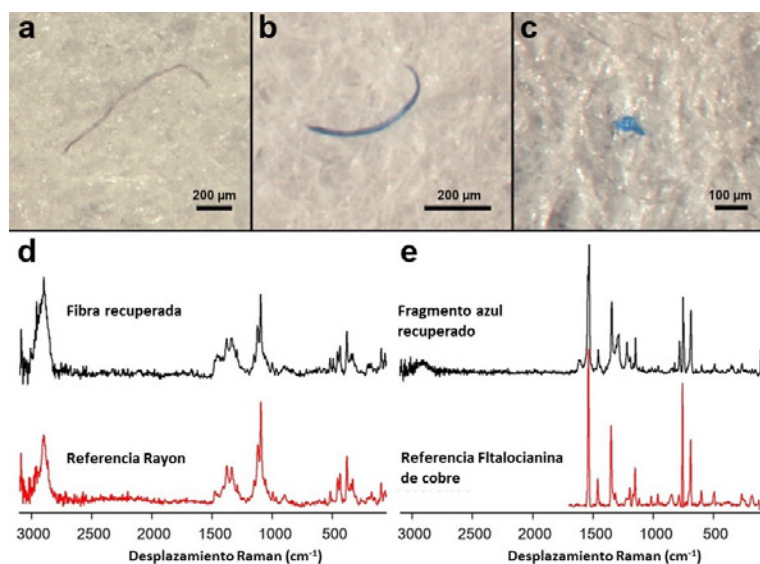 a
b
c
200 µm
200 µm
100 µm
d
e
Fibra recuperada
Fragmento azul
recuperado
Referencia Rayon
Referencia Fltalocianina
de cobre
3000 2500 2000 1500 1000 500
3000 2500 2000 1500 1000 500
Desplazamiento Raman (cm⁻¹)
Desplazamiento Raman (cm⁻¹)